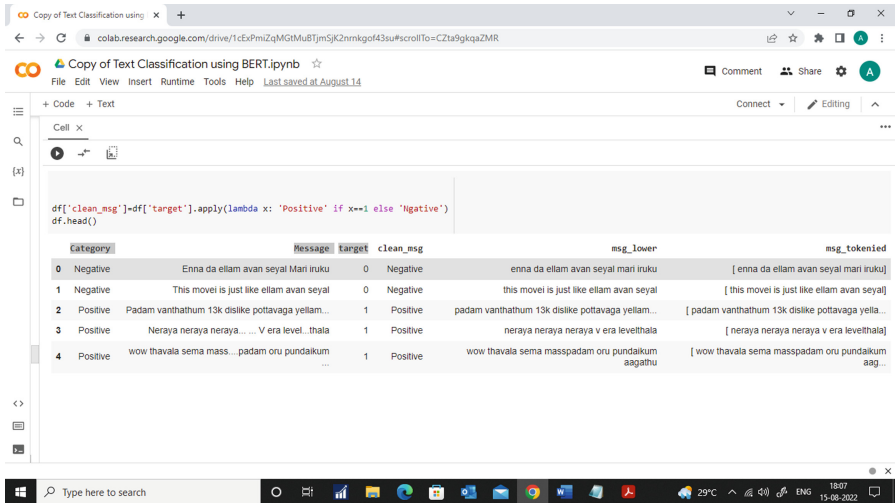 Copy of Text Classification using
colab.research.google.com/drive/1cExPmiZqMGtMuBTjmSjK2nrnkgof43su#scrollTo=CZta9gkqaZMR
A
CO Copy of Text Classification using BERT.ipynb
Comment Share A
File Edit View Insert Runtime Tools Help Last saved at August 14
+ Code + Text Connect Editing
Cell
{x}
df['clean_msg']=df['target'].apply(lambda x: 'Positive' if x==1 else 'Ngative')
df.head()
Category Message target clean_msg msg_lower msg_tokenied
0 Negative Enna da ellam avan seyal Mari iruku 0 Negative enna da ellam avan seyal mari iruku [ enna da ellam avan seyal mari iruku]
1 Negative This movei is just like ellam avan seyal 0 Negative this movei is just like ellam avan seyal [ this movei is just like ellam avan seyal]
2 Positive Padam vanthathum 13k dislike pottavaga yellam... 1 Positive padam vanthathum 13k dislike pottavaga yellam... [ padam vanthathum 13k dislike pottavaga yella...
3 Positive Neraya neraya neraya... ... V era level...thala 1 Positive neraya neraya neraya v era levelthala [ neraya neraya neraya v era levelthala]
4 Positive wow thavala sema mass....padam oru pundaikum ... 1 Positive wow thavala sema masspadam oru pundaikum [ wow thavala sema masspadam oru pundaikum
aagathu aag...
Type here to search 29°C ENG 18:07
15-08-2022